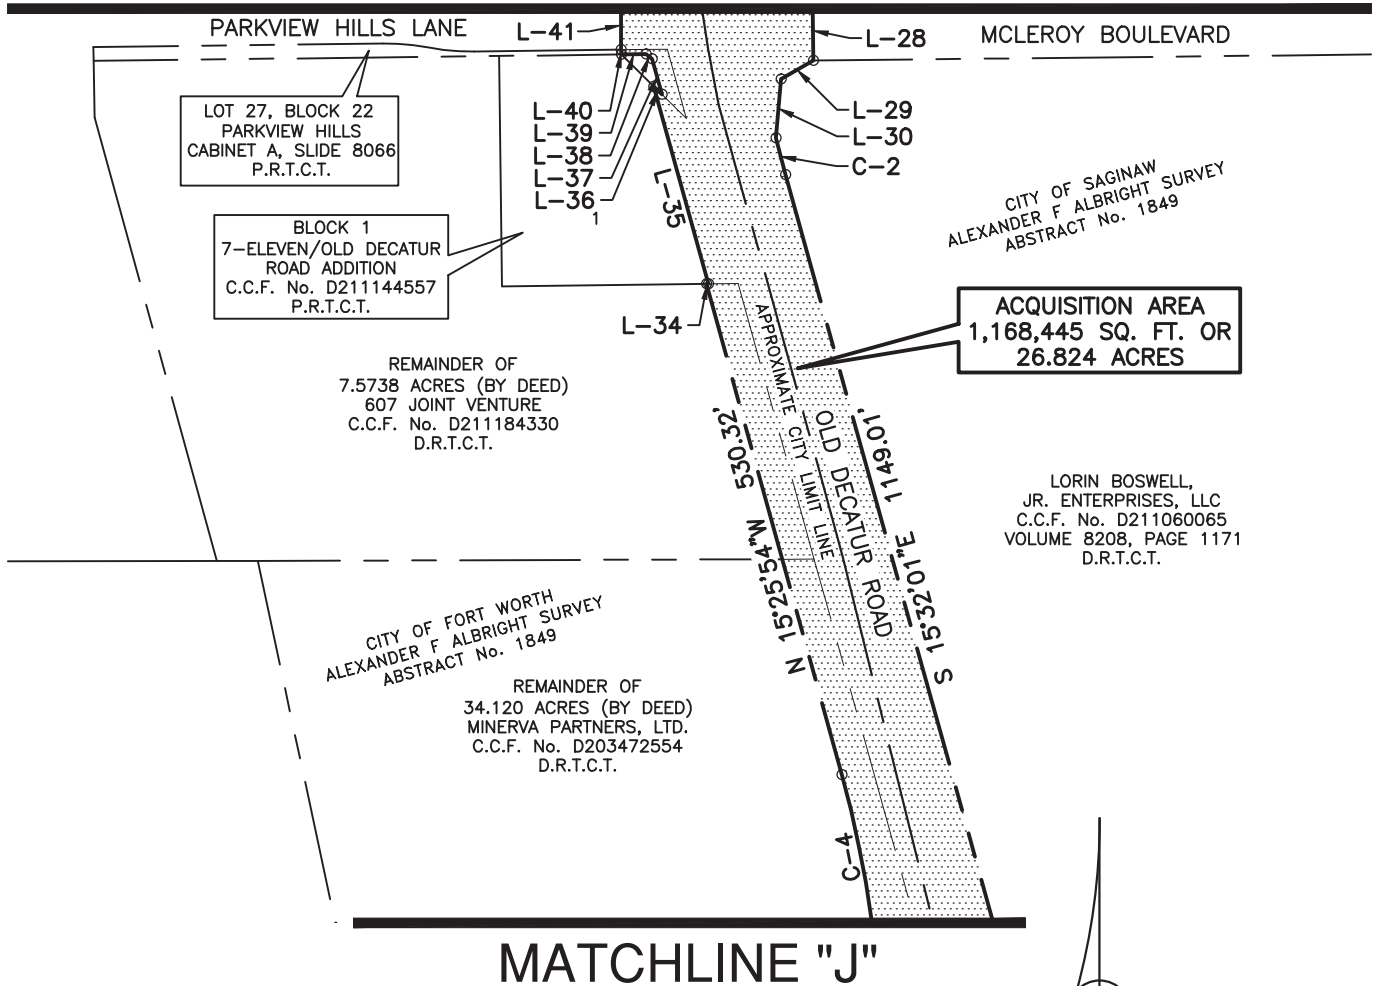 PARKVIEW HILLS LANE
L-41
L-28
MCLEROY BOULEVARD
LOT 27, BLOCK 22
PARKVIEW HILLS
CABINET A, SLIDE 8066
P.R.T.C.T.
L-40
L-39
L-38
L-37
L-36
1
L-29
L-30
C-2
L-35
CITY OF SAGINAW
ALEXANDER F ALBRIGHT SURVEY
ABSTRACT No. 1849
BLOCK 1
7-ELEVEN/OLD DECATUR
ROAD ADDITION
C.C.F. No. D211144557
P.R.T.C.T.
L-34
ACQUISITION AREA
1,168,445 SQ. FT. OR
26.824 ACRES
REMAINDER OF
7.5738 ACRES (BY DEED)
607 JOINT VENTURE
C.C.F. No. D211184330
D.R.T.C.T.
APPROXIMATE CITY LIMIT LINE
OLD DECATUR ROAD
N 15°25'54"W 530.32'
S 15°32'01"E 1149.01'
LORIN BOSWELL,
JR. ENTERPRISES, LLC
C.C.F. No. D211060065
VOLUME 8208, PAGE 1171
D.R.T.C.T.
CITY OF FORT WORTH
ALEXANDER F ALBRIGHT SURVEY
ABSTRACT No. 1849
REMAINDER OF
34.120 ACRES (BY DEED)
MINERVA PARTNERS, LTD.
C.C.F. No. D203472554
D.R.T.C.T.
C-4
MATCHLINE "J"